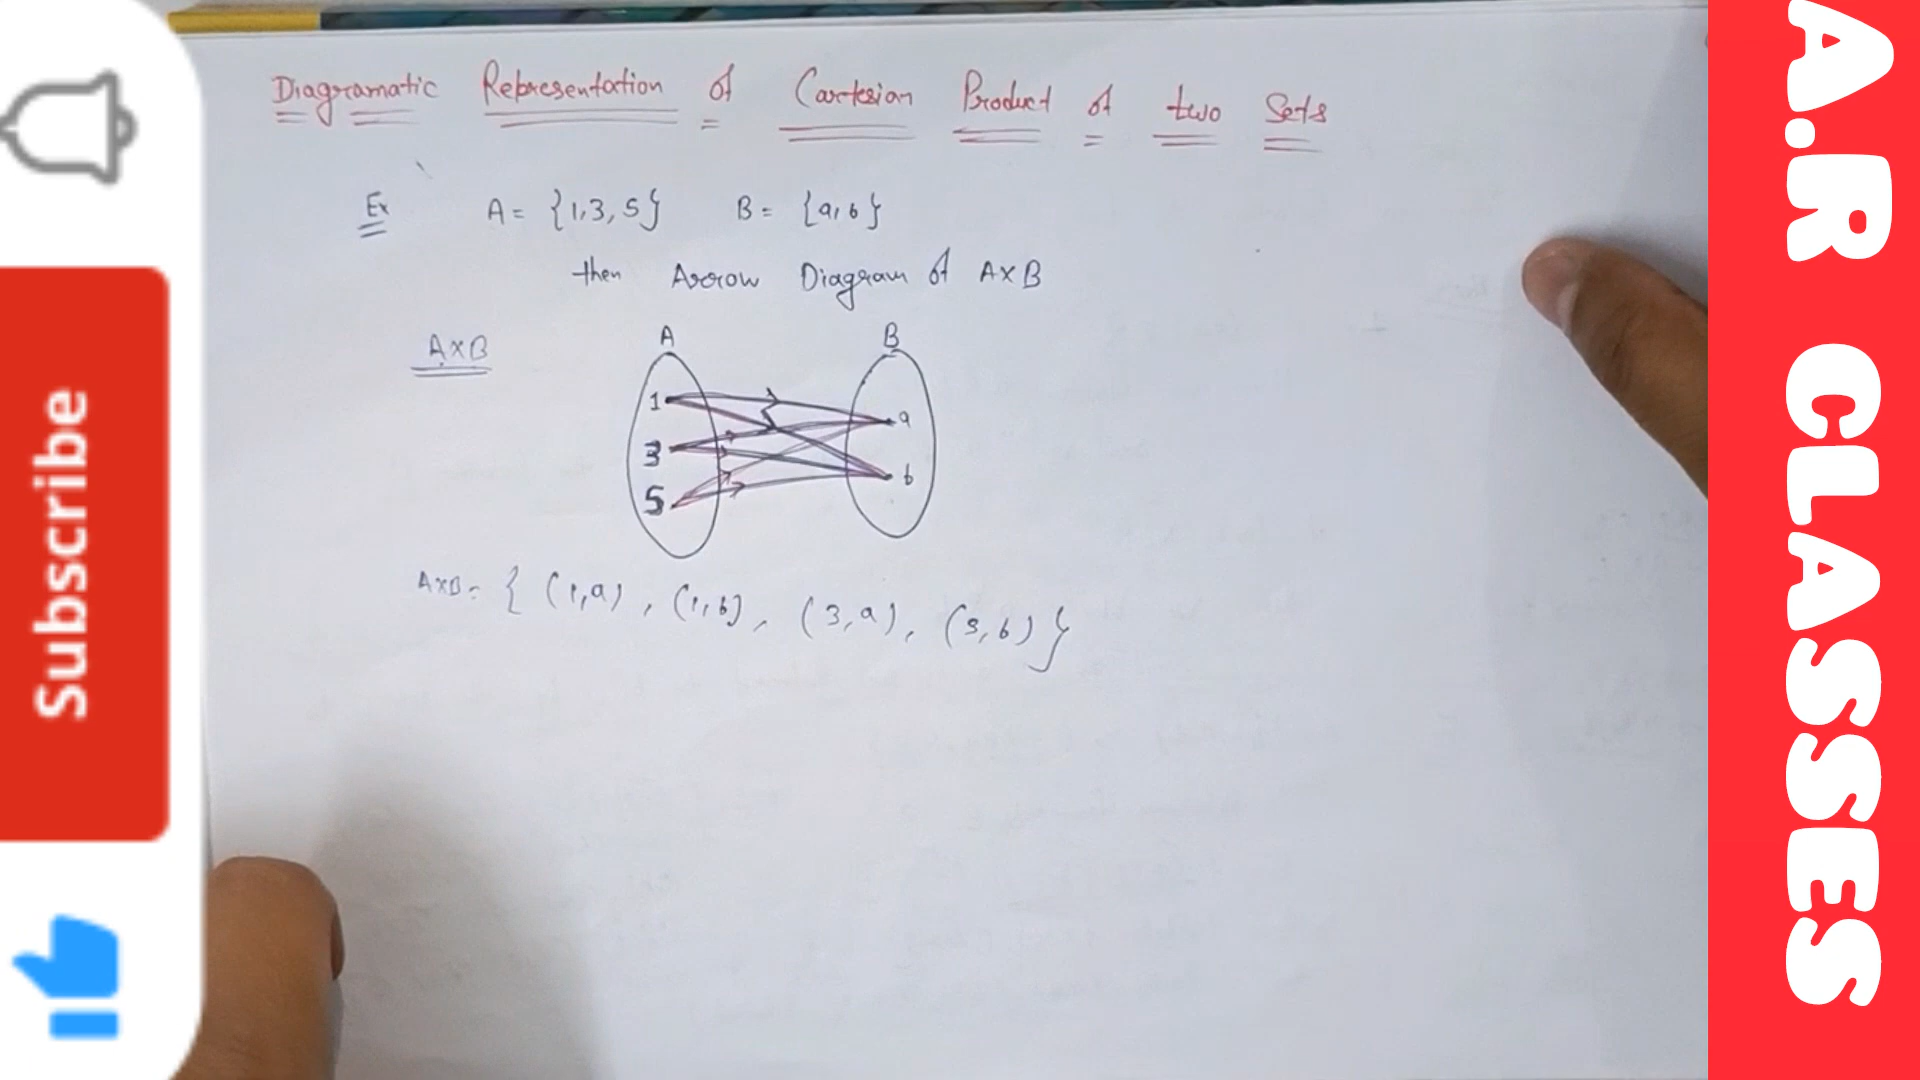 Diagramatic Representation of Cartesian Product of two Sets
Ex A = {1,3,5} B = {a,b}
then Arrow Diagram of A×B
A×B
A B
1 a
3
b
5
A×B = { (1,a) , (1,b) , (3,a) , (3,b) }
Subscribe
A.R CLASSES